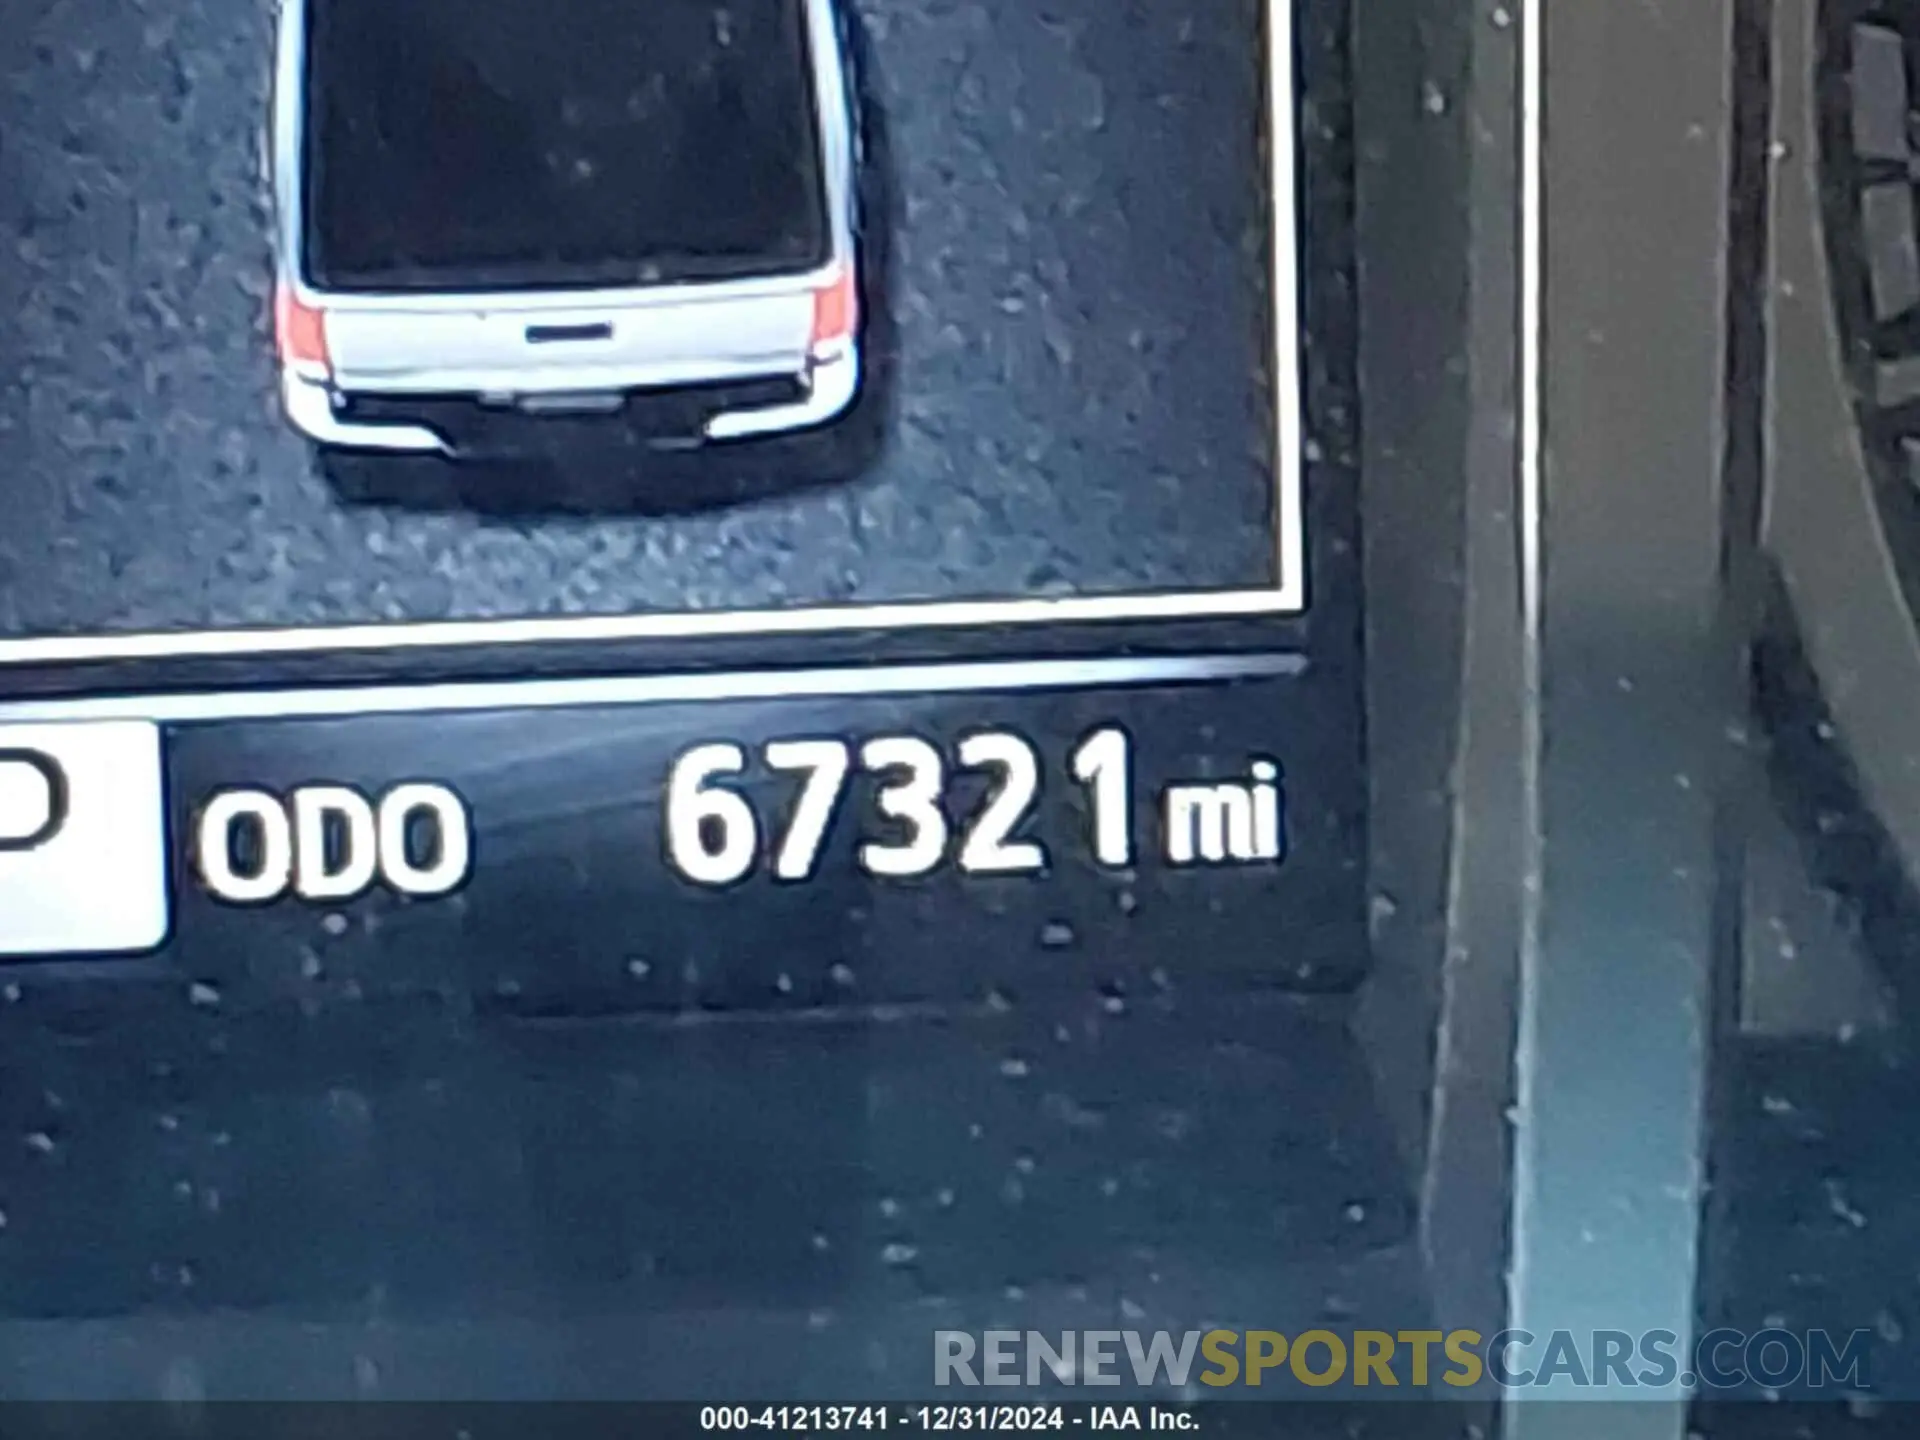 P ODO 67321 mi
RENEWSPORTSCARS.COM
000-41213741 - 12/31/2024 - IAA Inc.